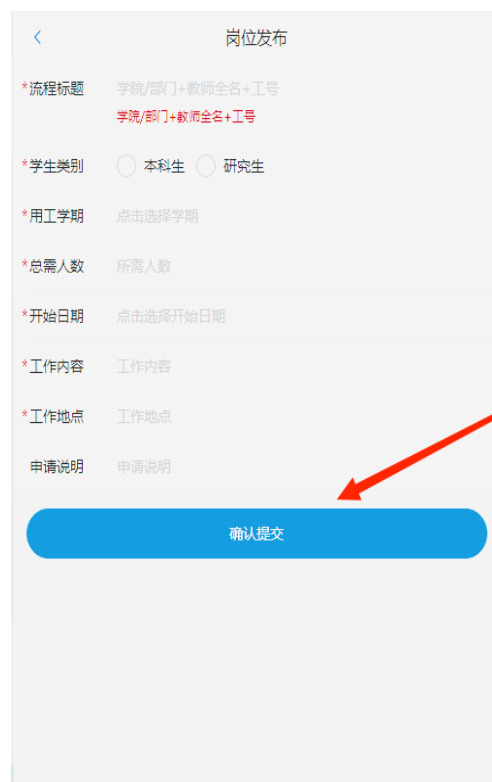 岗位发布
*流程标题 学院/部门+教师全名+工号
学院/部门+教师全名+工号
*学生类别 本科生 研究生
*用工学期 点击选择学期
*总需人数 所需人数
*开始日期 点击选择开始日期
*工作内容 工作内容
*工作地点 工作地点
申请说明 申请说明
确认提交